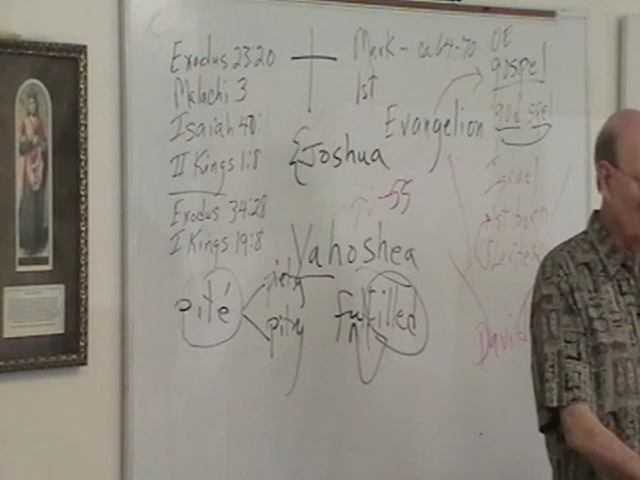 Exodus 23:20
Malachi 3
Isaiah 40
II Kings 1:8
Exodus 34:28
I Kings 19:8
pité
piety
pity
Mark - ca 64-70
1st
Evangelion
{Joshua
-55
Yahoshea
fulfilled
OE
gospel
god spel
Israel
1st born
Levites
David